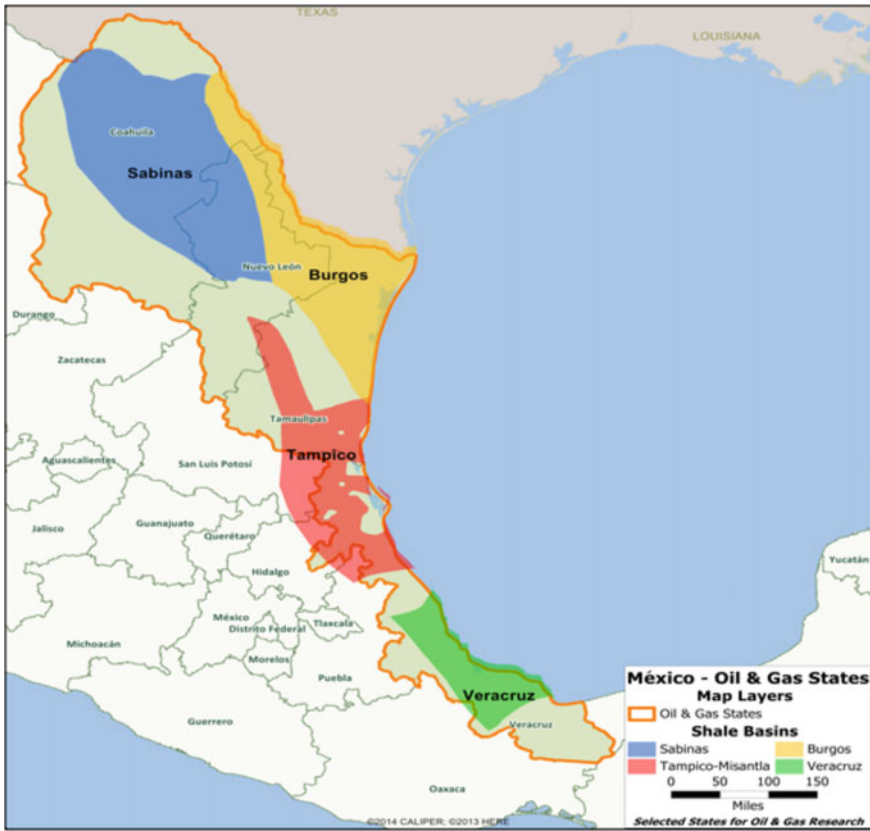 TEXAS
LOUISIANA
Coahuila
Sabinas
Nuevo León
Burgos
Durango
Zacatecas
Tamaulipas
Tampico
San Luis Potosí
Aguascalientes
Jalisco
Guanajuato
Querétaro
Hidalgo
Yucatán
México
Distrito Federal
Tlaxcala
Michoacán
Morelos
Puebla
Veracruz
Guerrero
Veracruz
Oaxaca
México - Oil & Gas States
Map Layers
Oil & Gas States
Shale Basins
Sabinas Burgos
Tampico-Misantla Veracruz
0 50 100 150
Miles
Selected States for Oil & Gas Research
©2014 CALIPER; ©2013 HERE